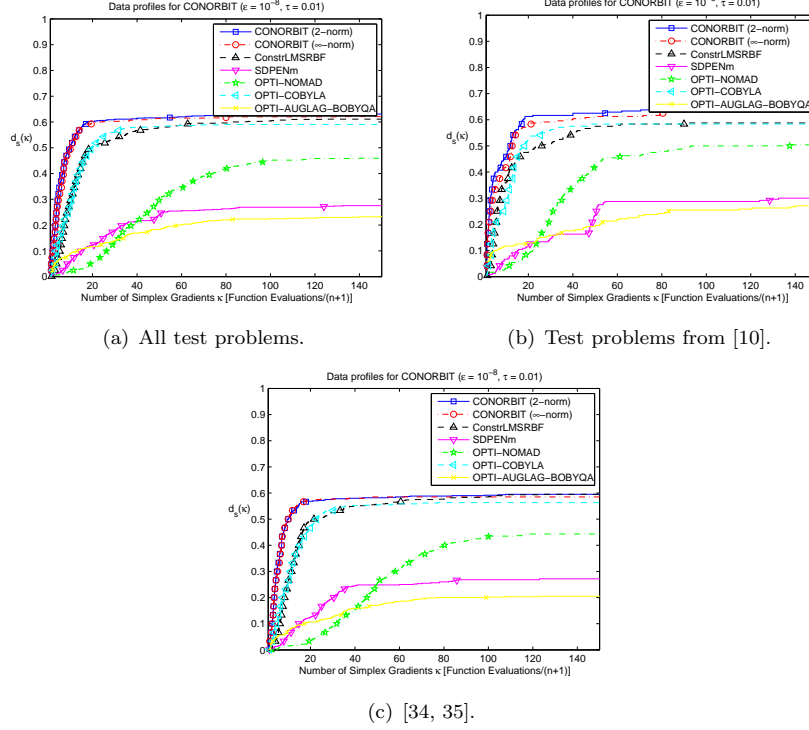 Data profiles for CONORBIT (ε = 10⁻⁸, τ = 0.01)
1
0.9
0.8
0.7
0.6
0.5
0.4
0.3
0.2
0.1
0
dₛ(κ)
CONORBIT (2−norm)
CONORBIT (∞−norm)
ConstrLMSRBF
SDPENm
OPTI−NOMAD
OPTI−COBYLA
OPTI−AUGLAG−BOBYQA
20 40 60 80 100 120 140
Number of Simplex Gradients κ [Function Evaluations/(n+1)]
(a) All test problems.
Data profiles for CONORBIT (ε = 10 , τ = 0.01)
1
0.9
0.8
0.7
0.6
0.5
0.4
0.3
0.2
0.1
0
dₛ(κ)
CONORBIT (2−norm)
CONORBIT (∞−norm)
ConstrLMSRBF
SDPENm
OPTI−NOMAD
OPTI−COBYLA
OPTI−AUGLAG−BOBYQA
20 40 60 80 100 120 140
Number of Simplex Gradients κ [Function Evaluations/(n+1)]
(b) Test problems from [10].
Data profiles for CONORBIT (ε = 10⁻⁸, τ = 0.01)
1
0.9
0.8
0.7
0.6
0.5
0.4
0.3
0.2
0.1
0
dₛ(κ)
CONORBIT (2−norm)
CONORBIT (∞−norm)
ConstrLMSRBF
SDPENm
OPTI−NOMAD
OPTI−COBYLA
OPTI−AUGLAG−BOBYQA
20 40 60 80 100 120 140
Number of Simplex Gradients κ [Function Evaluations/(n+1)]
(c) [34, 35].